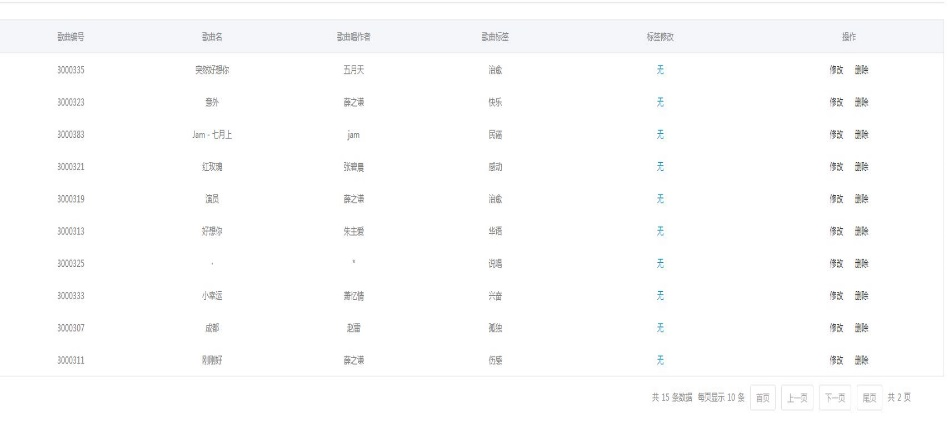 歌曲编号 歌曲名 歌曲唱作者 歌曲标签 标签修改 操作
3000335 突然好想你 五月天 治愈 无 修改 删除
3000323 意外 薛之谦 快乐 无 修改 删除
3000383 Jam - 七月上 jam 民谣 无 修改 删除
3000321 红玫瑰 张碧晨 感动 无 修改 删除
3000319 演员 薛之谦 治愈 无 修改 删除
3000313 好想你 朱主爱 华语 无 修改 删除
3000325 - * 说唱 无 修改 删除
3000333 小幸运 萧忆情 兴奋 无 修改 删除
3000307 成都 赵雷 孤独 无 修改 删除
3000311 刚刚好 薛之谦 伤感 无 修改 删除
共 15 条数据 每页显示 10 条 首页 上一页 下一页 尾页 共 2 页